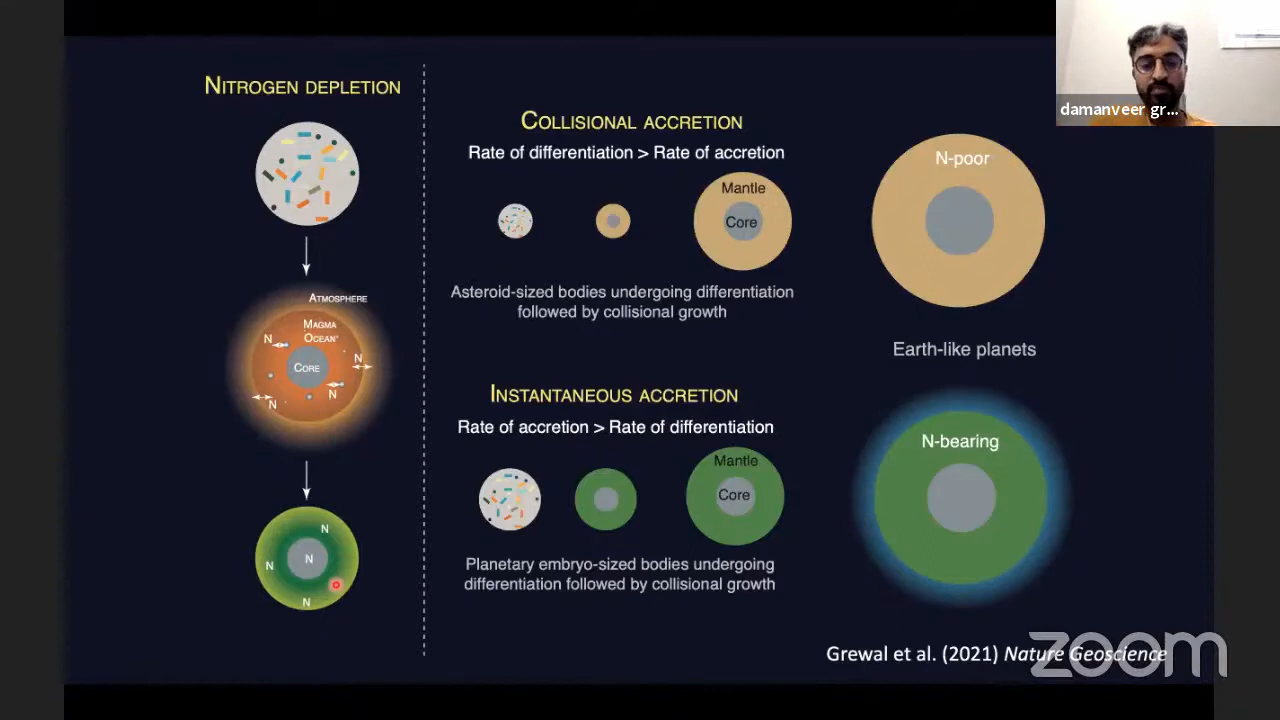 damanveer gr...
NITROGEN DEPLETION
ATMOSPHERE
MAGMA
OCEAN
N
N
CORE
N
N
N
N
N
N
COLLISIONAL ACCRETION
Rate of differentiation > Rate of accretion
Mantle
Core
Asteroid-sized bodies undergoing differentiation
followed by collisional growth
N-poor
Earth-like planets
INSTANTANEOUS ACCRETION
Rate of accretion > Rate of differentiation
Mantle
Core
Planetary embryo-sized bodies undergoing
differentiation followed by collisional growth
N-bearing
Grewal et al. (2021) Nature Geoscience
zoom